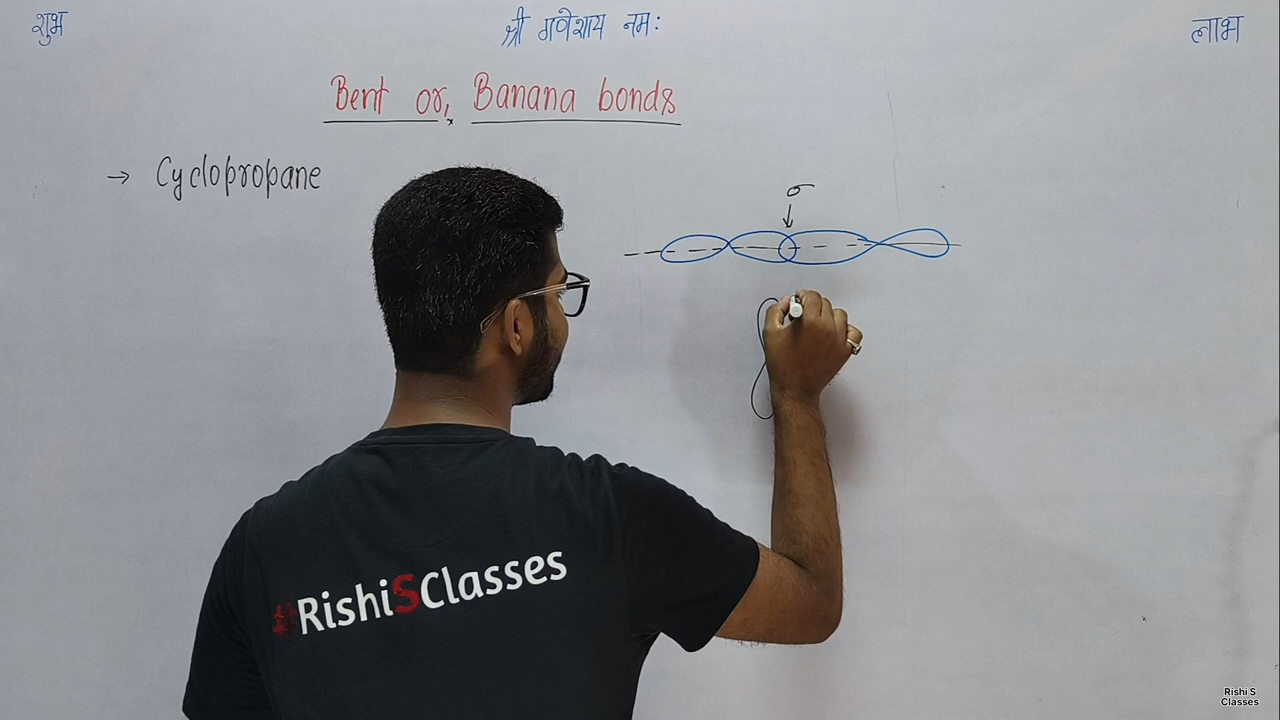 शुभ श्री गणेशाय नमः लाभ
Bent or, Banana bonds
→ Cyclopropane
σ
#RishiSClasses
Rishi S
Classes